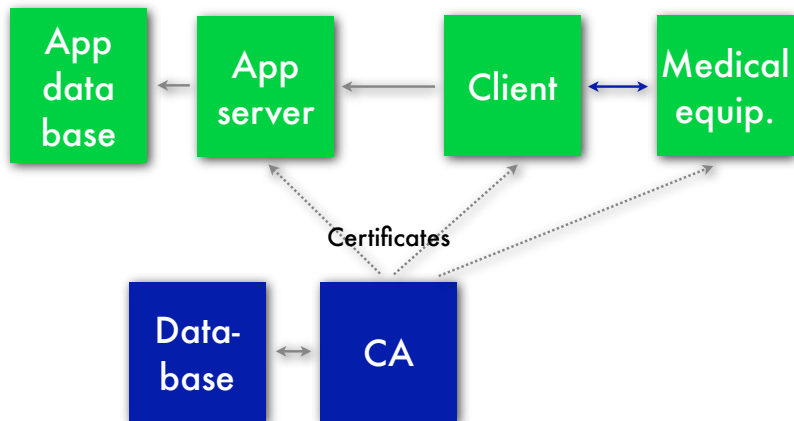 App
data
base
App
server
Client
Medical
equip.
Certificates
Data-
base
CA